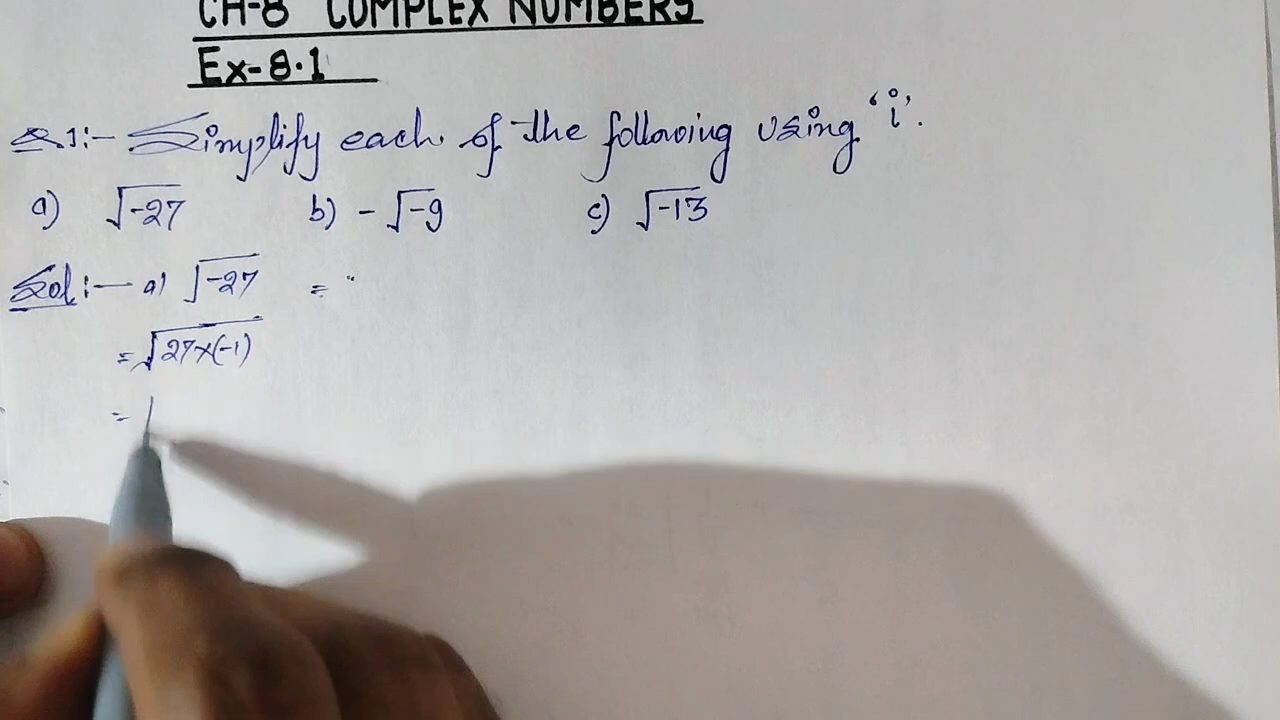 CH-8 COMPLEX NUMBERS
Ex-8.1
Q1:- Simplify each of the following using 'i'.
a) √-27 b) -√-9 c) √-13
Sol:- a) √-27 =
=√27×(-1)
=